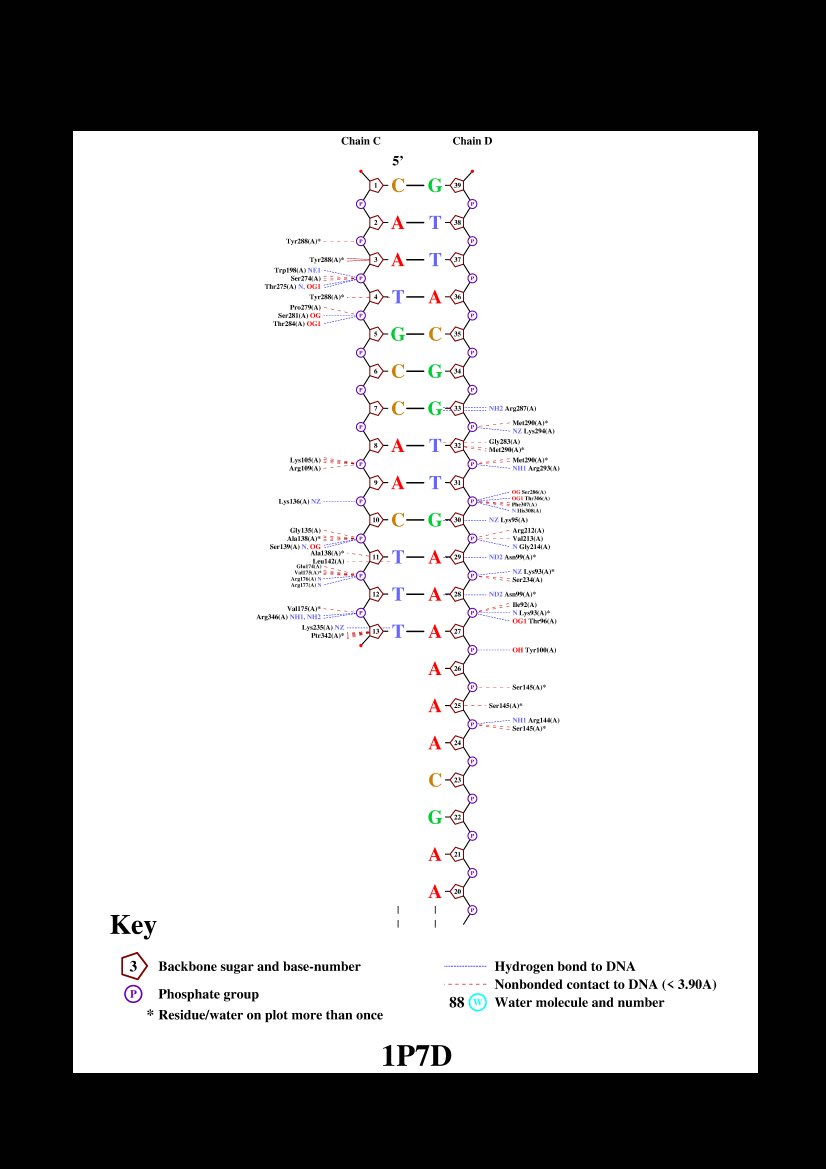 Chain C Chain D
5’
1 C G 39
P P
2 A T 38
Tyr288(A)* P P
Tyr288(A)* 3 A T 37
Trp198(A) NE1
Ser274(A) P P
Thr275(A) N, OG1
Tyr288(A)* 4 T A 36
Pro279(A)
Ser281(A) OG P P
Thr284(A) OG1
5 G C 35
P P
6 C G 34
P P
7 C G 33 NH2 Arg287(A)
P P Met290(A)*
NZ Lys294(A)
8 A T 32 Gly283(A)
Met290(A)*
Lys105(A) P P Met290(A)*
Arg109(A) NH1 Arg293(A)
9 A T 31
OG Ser286(A)
Lys136(A) NZ P P OG1 Thr306(A)
Phe307(A)
N His308(A)
10 C G 30 NZ Lys95(A)
Gly135(A) Arg212(A)
Ala138(A)* P P Val213(A)
Ser139(A) N, OG N Gly214(A)
Ala138(A)* 11 T A 29 ND2 Asn99(A)*
Leu142(A)
Glu174(A)
Val175(A)* P P NZ Lys93(A)*
Arg176(A) N Ser234(A)
Arg177(A) N
12 T A 28 ND2 Asn99(A)*
Val175(A)* Ile92(A)
Arg346(A) NH1, NH2 P P N Lys93(A)*
OG1 Thr96(A)
Lys235(A) NZ 13 T A 27
Ptr342(A)*
P OH Tyr100(A)
A 26
P Ser145(A)*
A 25 Ser145(A)*
P NH1 Arg144(A)
Ser145(A)*
A 24
P
C 23
P
G 22
P
A 21
P
A 20
P
Key
3 Backbone sugar and base-number
P Phosphate group
* Residue/water on plot more than once
Hydrogen bond to DNA
Nonbonded contact to DNA (< 3.90A)
88 W Water molecule and number
1P7D